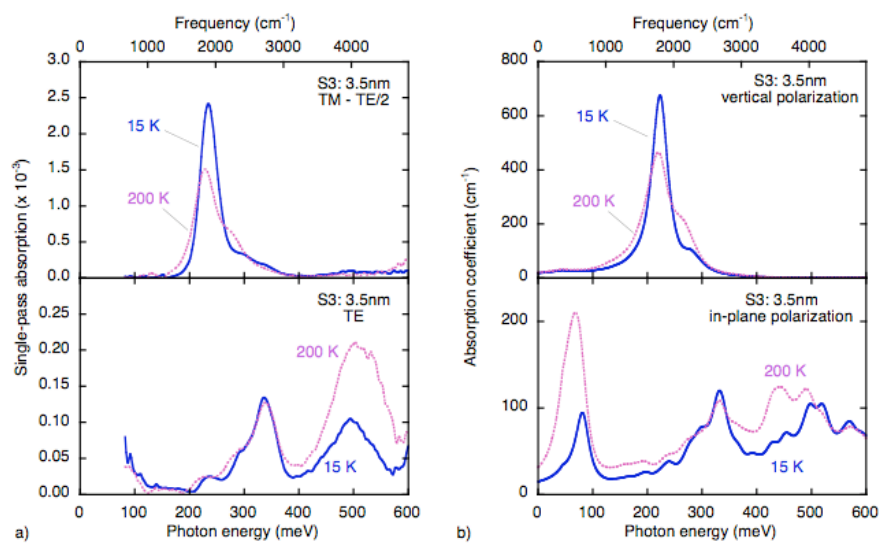 Frequency (cm⁻¹)
0 1000 2000 3000 4000
3.0
2.5
2.0
1.5
1.0
0.5
0.0
S3: 3.5nm
TM - TE/2
15 K
200 K
0.25
0.20
0.15
0.10
0.05
0.00
S3: 3.5nm
TE
200 K
15 K
Single-pass absorption (x 10⁻³)
0 100 200 300 400 500 600
Photon energy (meV)
a)
Frequency (cm⁻¹)
0 1000 2000 3000 4000
800
600
400
200
0
S3: 3.5nm
vertical polarization
15 K
200 K
200
100
0
S3: 3.5nm
in-plane polarization
200 K
15 K
Absorption coefficient (cm⁻¹)
0 100 200 300 400 500 600
Photon energy (meV)
b)